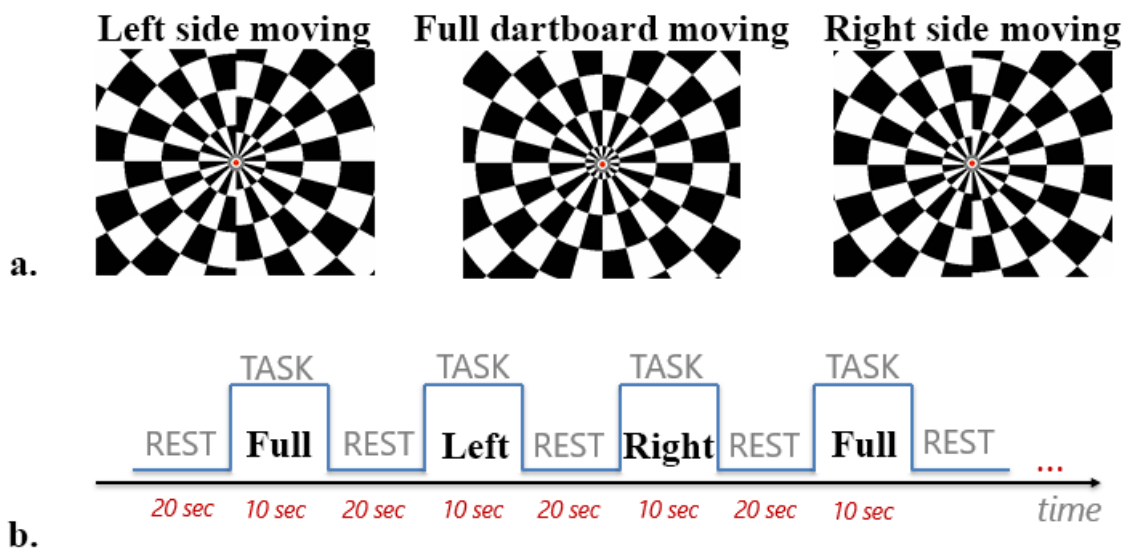 Left side moving Full dartboard moving Right side moving
a.
TASK TASK TASK TASK
REST Full REST Left REST Right REST Full REST
...
20 sec 10 sec 20 sec 10 sec 20 sec 10 sec 20 sec 10 sec time
b.